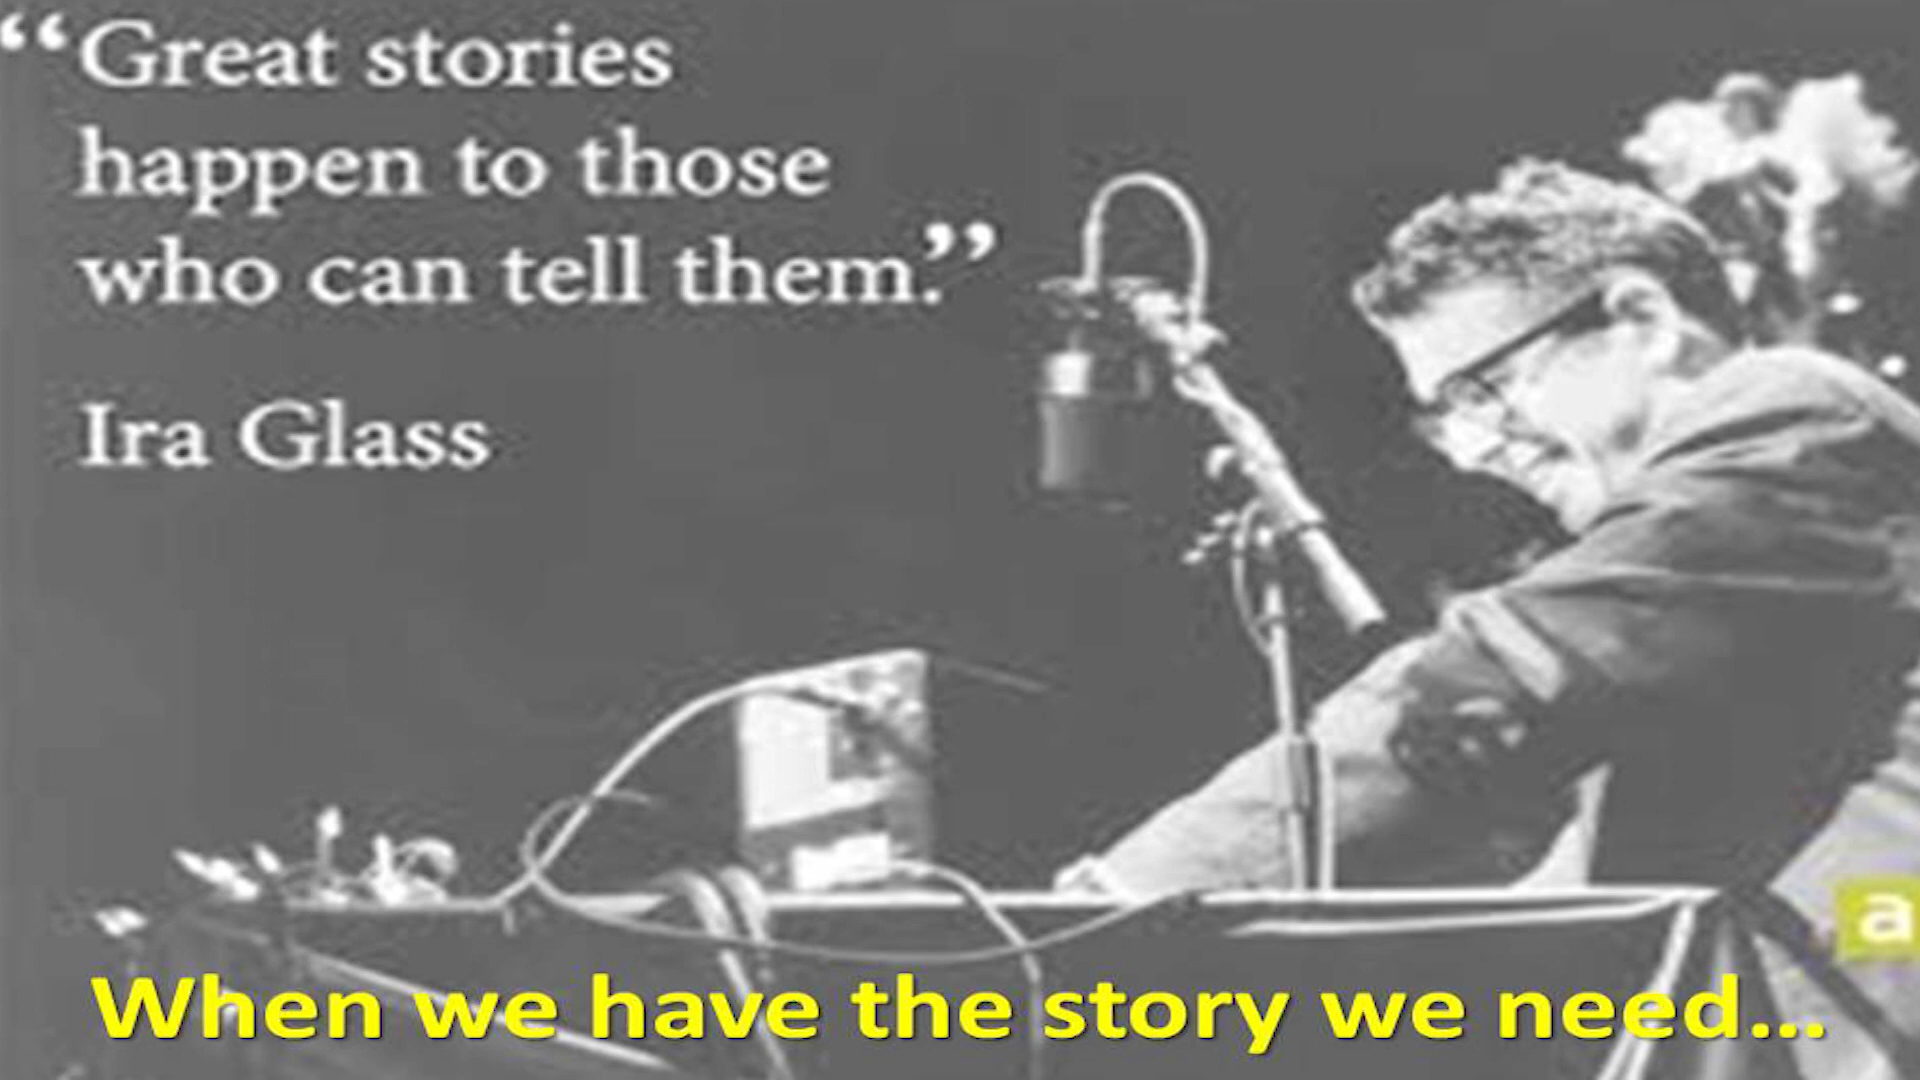 “Great stories
happen to those
who can tell them.”
Ira Glass
a
When we have the story we need...